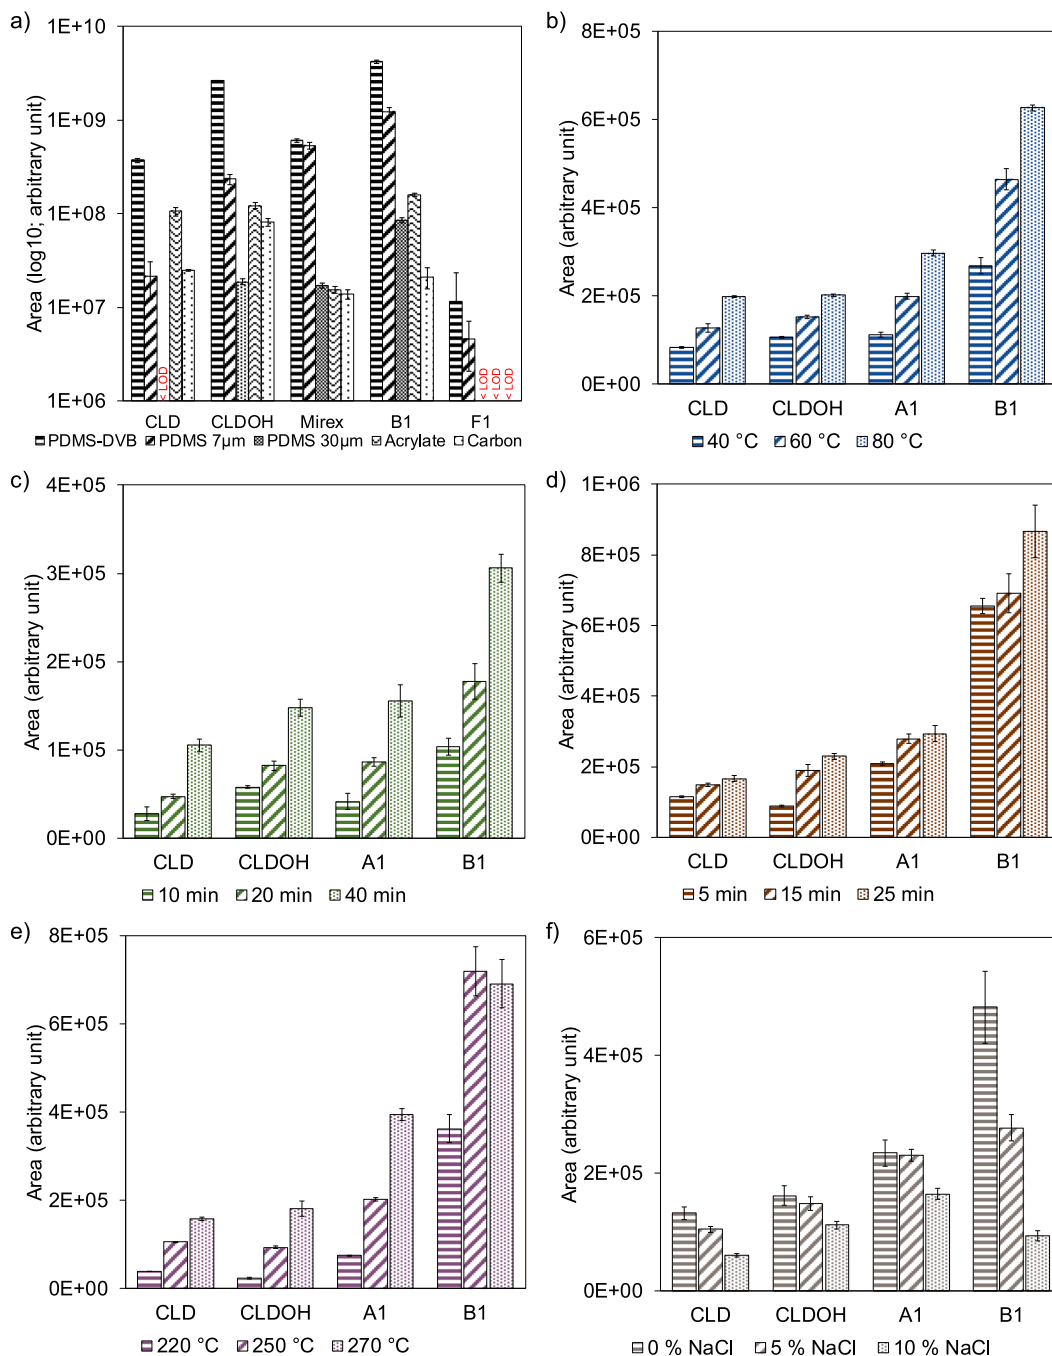 a)
1E+10
1E+09
1E+08
1E+07
1E+06
Area (log10; arbitrary unit)
< LOD
< LOD
< LOD
< LOD
CLD CLDOH Mirex B1 F1
PDMS-DVB PDMS 7µm PDMS 30µm Acrylate Carbon
b)
8E+05
6E+05
4E+05
2E+05
0E+00
Area (arbitrary unit)
CLD CLDOH A1 B1
40 °C 60 °C 80 °C
c)
4E+05
3E+05
2E+05
1E+05
0E+00
Area (arbitrary unit)
CLD CLDOH A1 B1
10 min 20 min 40 min
d)
1E+06
8E+05
6E+05
4E+05
2E+05
0E+00
Area (arbitrary unit)
CLD CLDOH A1 B1
5 min 15 min 25 min
e)
8E+05
6E+05
4E+05
2E+05
0E+00
Area (arbitrary unit)
CLD CLDOH A1 B1
220 °C 250 °C 270 °C
f)
6E+05
4E+05
2E+05
0E+00
Area (arbitrary unit)
CLD CLDOH A1 B1
0 % NaCl 5 % NaCl 10 % NaCl